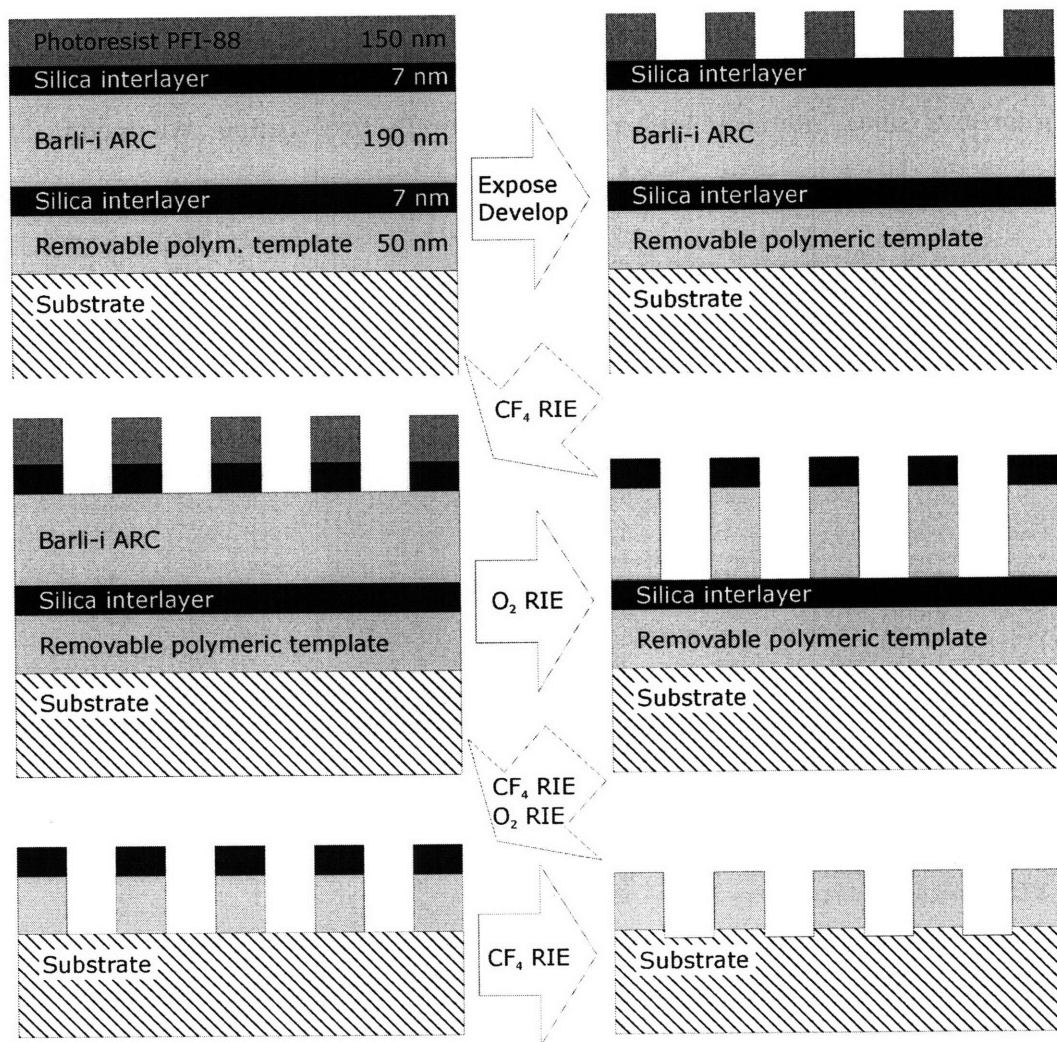 Photoresist PFI-88 150 nm
Silica interlayer 7 nm
Barli-i ARC 190 nm
Silica interlayer 7 nm
Removable polym. template 50 nm
Substrate
Expose
Develop
Silica interlayer
Barli-i ARC
Silica interlayer
Removable polymeric template
Substrate
CF₄ RIE
Barli-i ARC
Silica interlayer
Removable polymeric template
Substrate
O₂ RIE
Silica interlayer
Removable polymeric template
Substrate
CF₄ RIE
O₂ RIE
Substrate
CF₄ RIE
Substrate